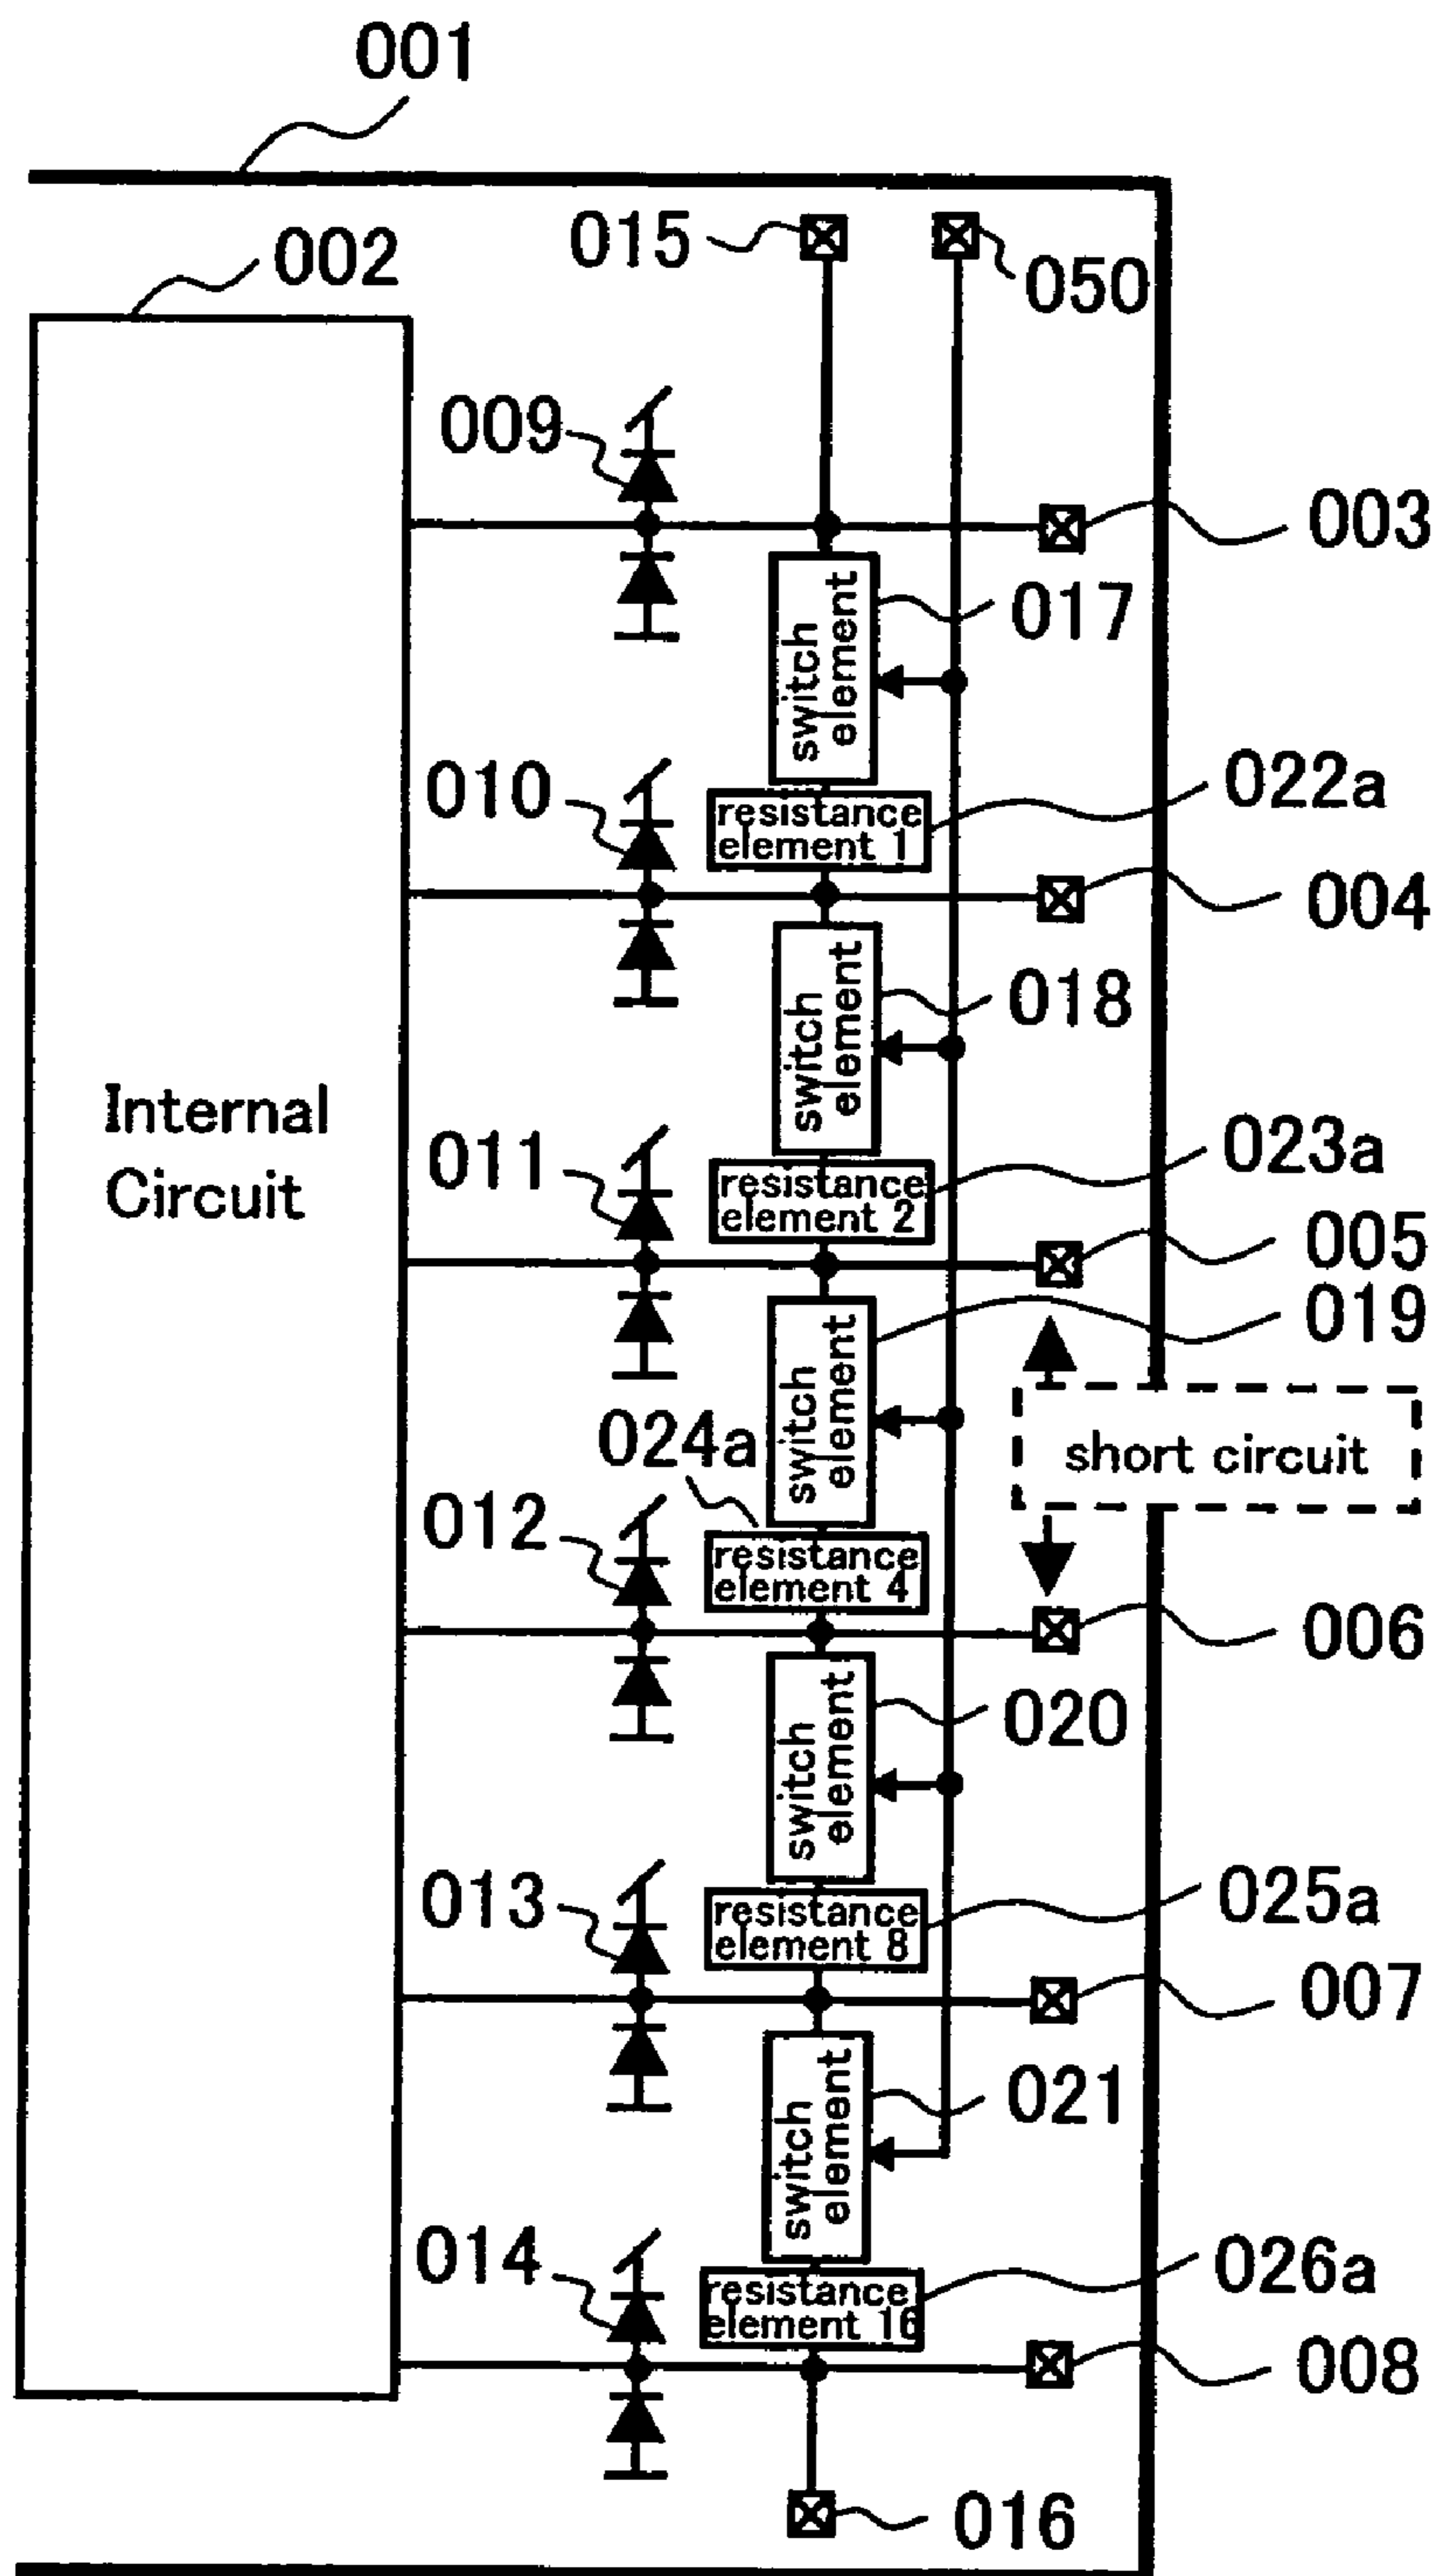 001
002
015
050
009
003
switch
element
017
010
resistance
element 1
022a
004
switch
element
018
011
resistance
element 2
023a
005
019
switch
element
short circuit
024a
Internal
Circuit
012
resistance
element 4
006
switch
element
020
013
resistance
element 8
025a
007
switch
element
021
014
resistance
element 16
026a
008
016